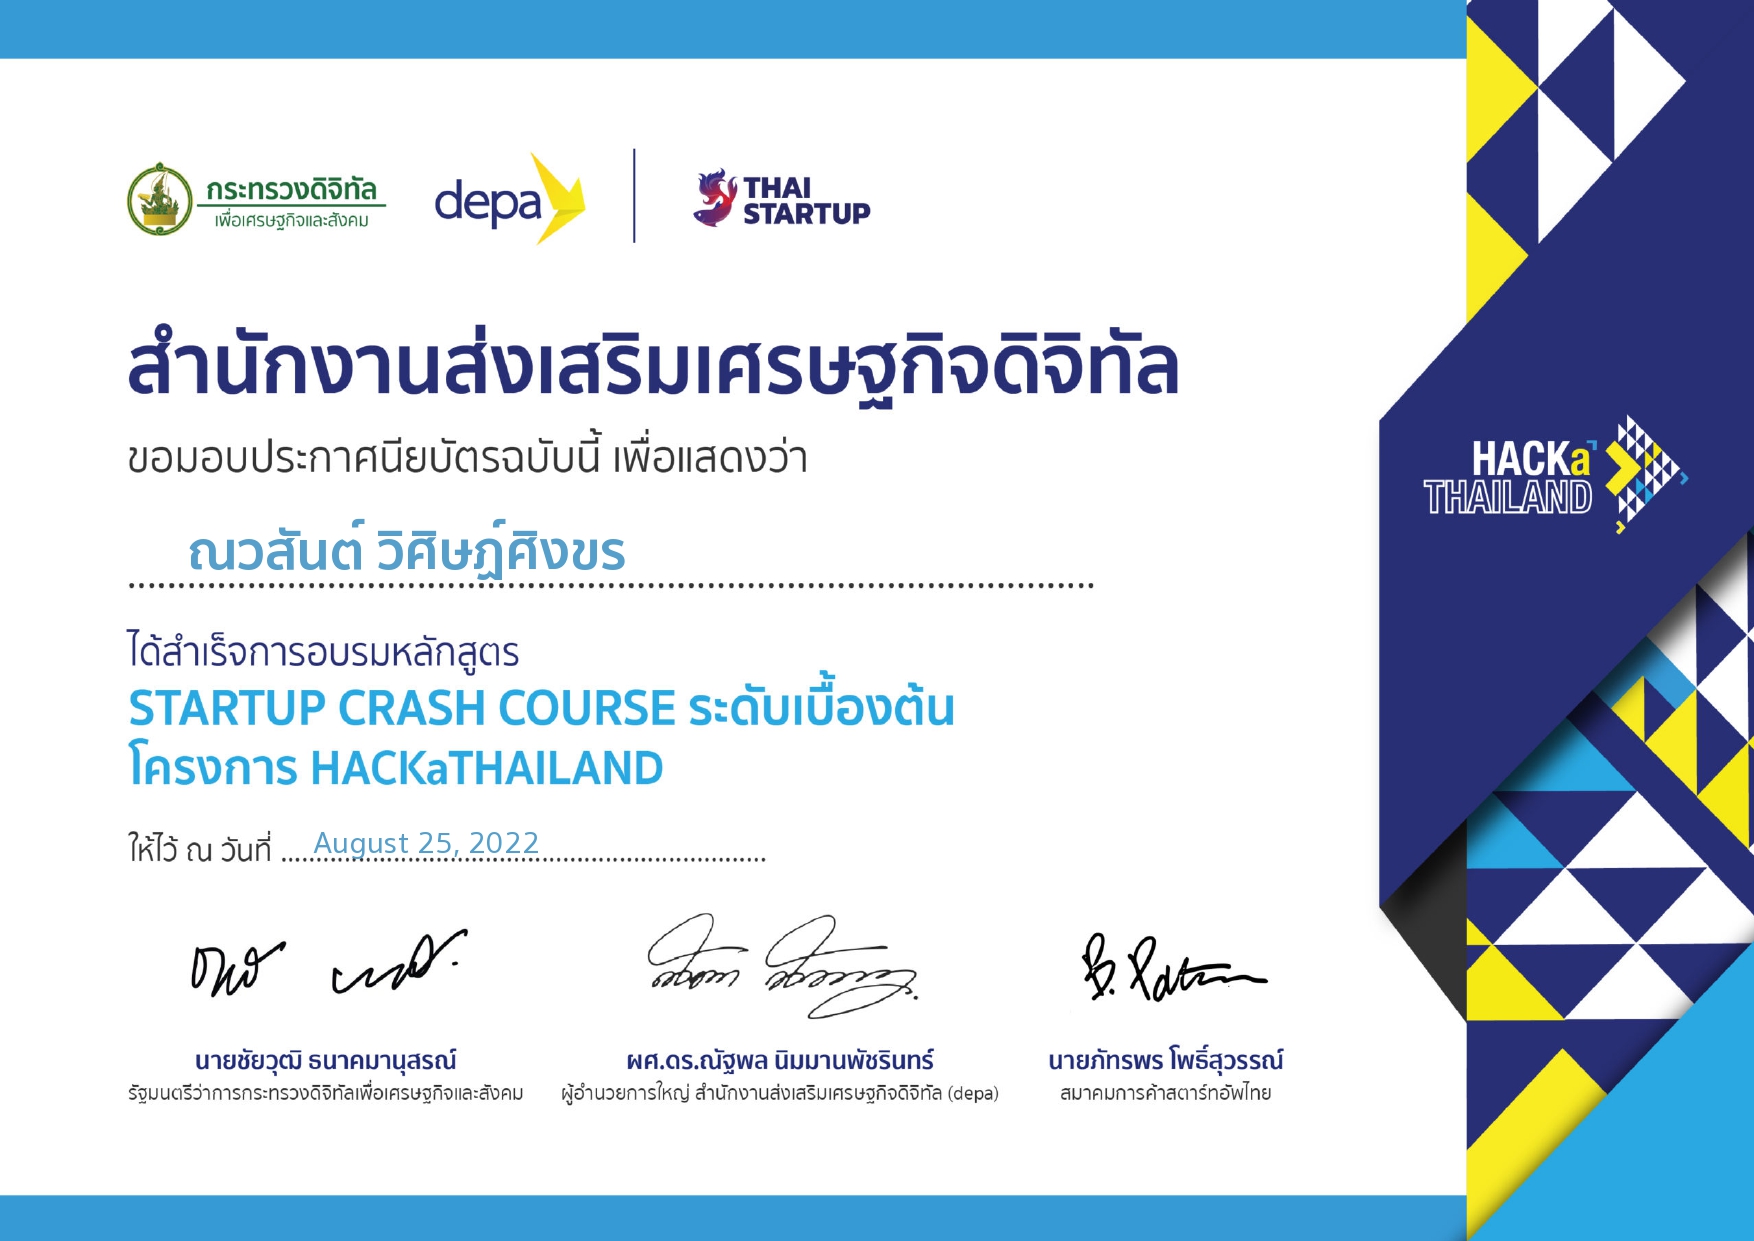 กระทรวงดิจิทัล
เพื่อเศรษฐกิจและสังคม
depa
THAI
STARTUP
สำนักงานส่งเสริมเศรษฐกิจดิจิทัล
ขอมอบประกาศนียบัตรฉบับนี้ เพื่อแสดงว่า
ณวสันต์ วิศิษฏ์ศิงขร
ได้สำเร็จการอบรมหลักสูตร
STARTUP CRASH COURSE ระดับเบื้องต้น
โครงการ HACKaTHAILAND
ให้ไว้ ณ วันที่ August 25, 2022
HACKa
THAILAND
B.
นายชัยวุฒิ ธนาคมานุสรณ์
รัฐมนตรีว่าการกระทรวงดิจิทัลเพื่อเศรษฐกิจและสังคม
ผศ.ดร.ณัฐพล นิมมานพัชรินทร์
ผู้อำนวยการใหญ่ สำนักงานส่งเสริมเศรษฐกิจดิจิทัล (depa)
นายภัทรพร โพธิ์สุวรรณ์
สมาคมการค้าสตาร์ทอัพไทย